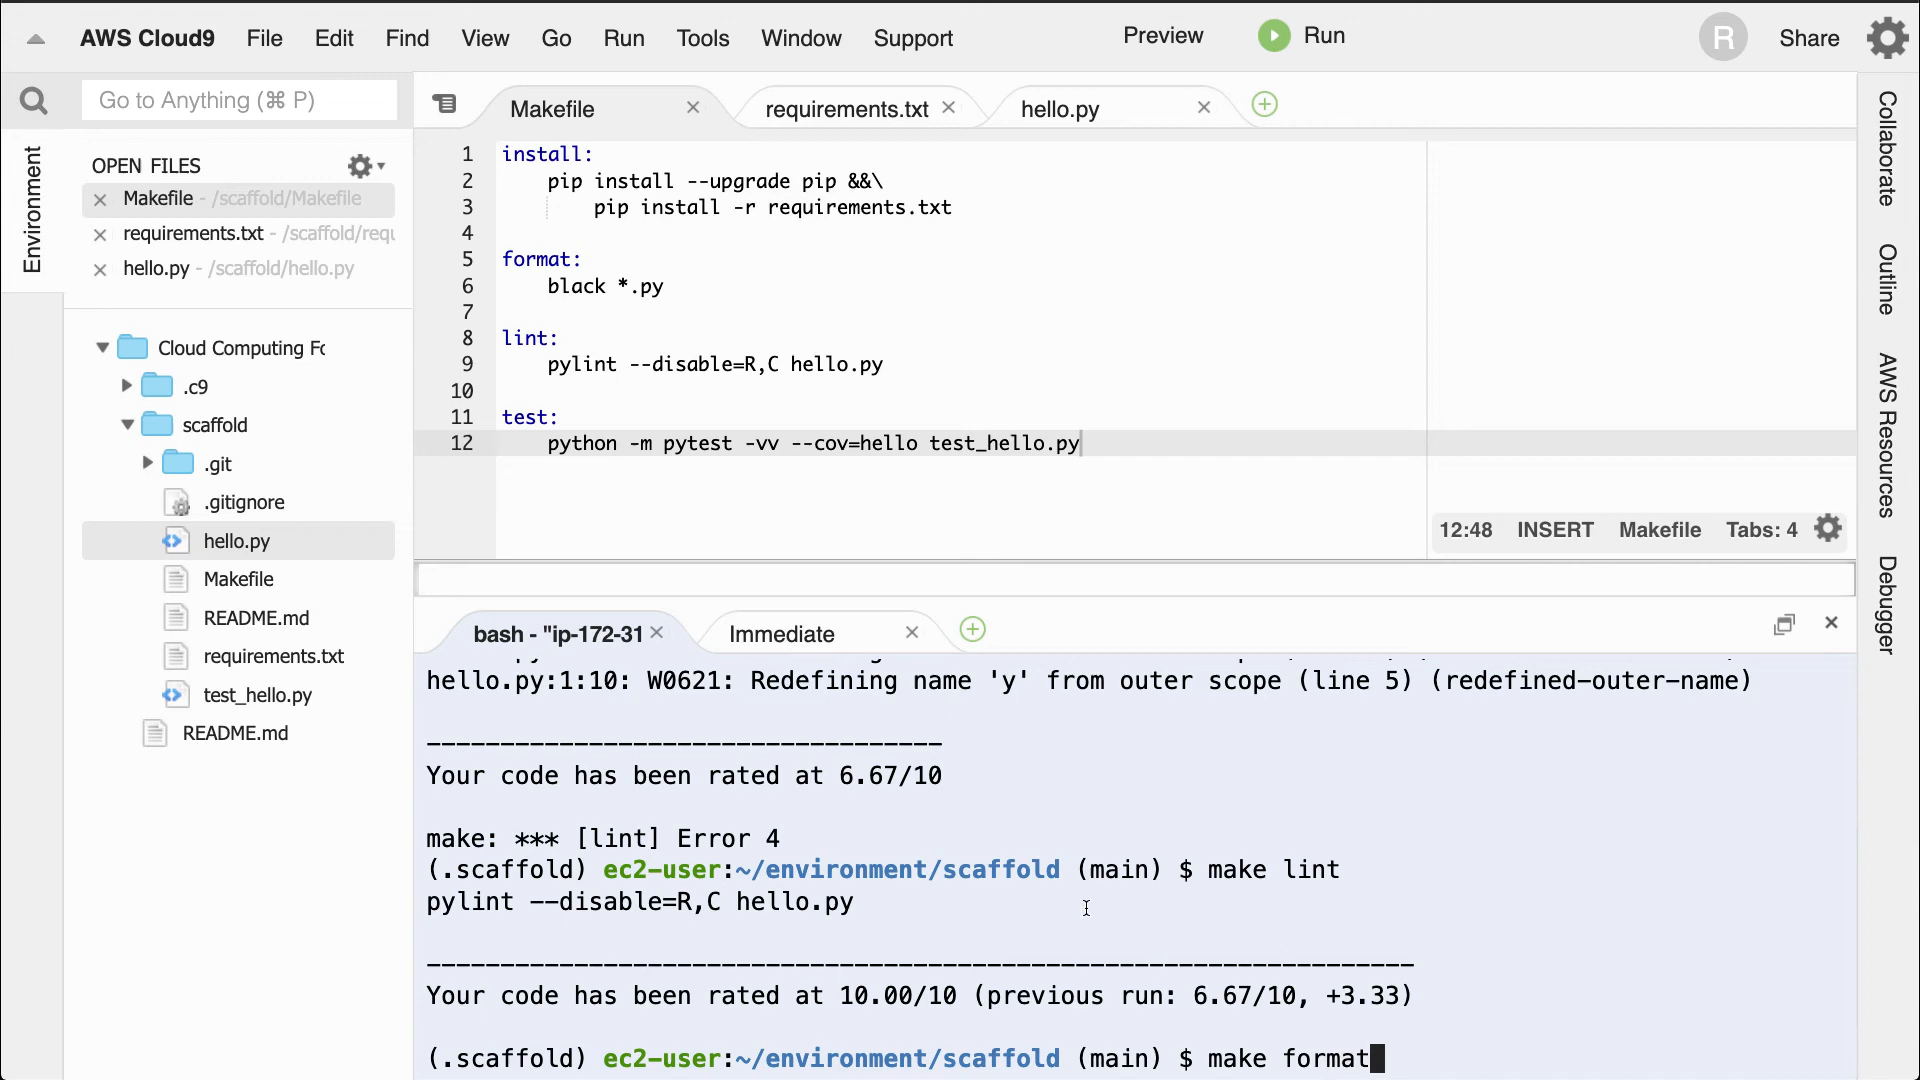 AWS Cloud9 File Edit Find View Go Run Tools Window Support Preview Run R Share
Go to Anything (⌘ P)
Makefile requirements.txt hello.py
Environment
OPEN FILES
Makefile - /scaffold/Makefile
requirements.txt - /scaffold/requ
hello.py - /scaffold/hello.py
Cloud Computing Fo
.c9
scaffold
.git
.gitignore
hello.py
Makefile
README.md
requirements.txt
test_hello.py
README.md
1 install:
2 pip install --upgrade pip &&\
3 pip install -r requirements.txt
4
5 format:
6 black *.py
7
8 lint:
9 pylint --disable=R,C hello.py
10
11 test:
12 python -m pytest -vv --cov=hello test_hello.py
12:48 INSERT Makefile Tabs: 4
Collaborate
Outline
AWS Resources
Debugger
bash - "ip-172-31 Immediate
hello.py:1:10: W0621: Redefining name 'y' from outer scope (line 5) (redefined-outer-name)
-----------------------------------
Your code has been rated at 6.67/10
make: *** [lint] Error 4
(.scaffold) ec2-user:~/environment/scaffold (main) $ make lint
pylint --disable=R,C hello.py
-------------------------------------------------------------------
Your code has been rated at 10.00/10 (previous run: 6.67/10, +3.33)
(.scaffold) ec2-user:~/environment/scaffold (main) $ make format